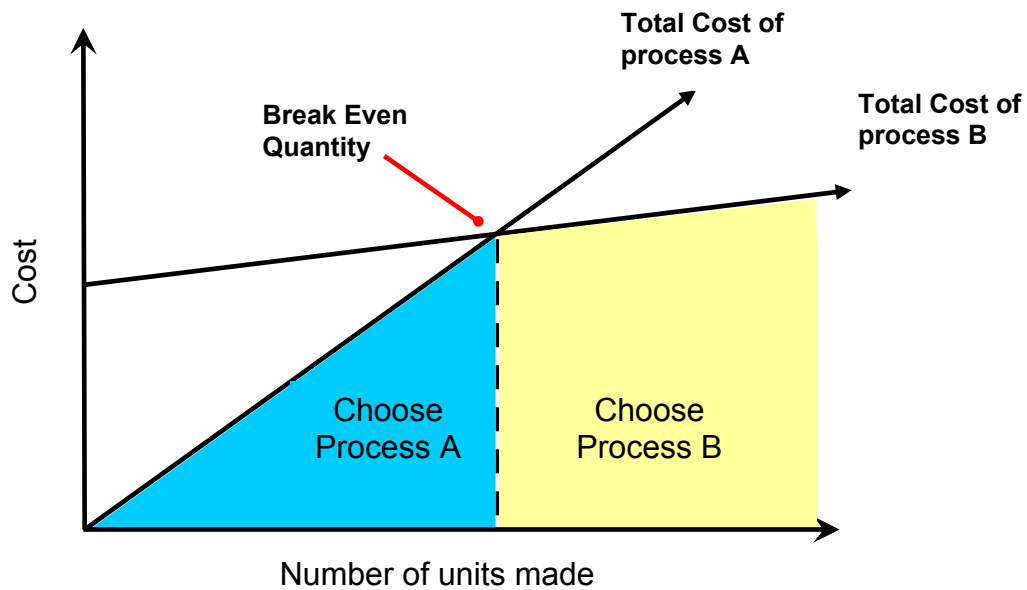 Total Cost of
process A
Total Cost of
process B
Break Even
Quantity
Cost
Choose
Process A
Choose
Process B
Number of units made